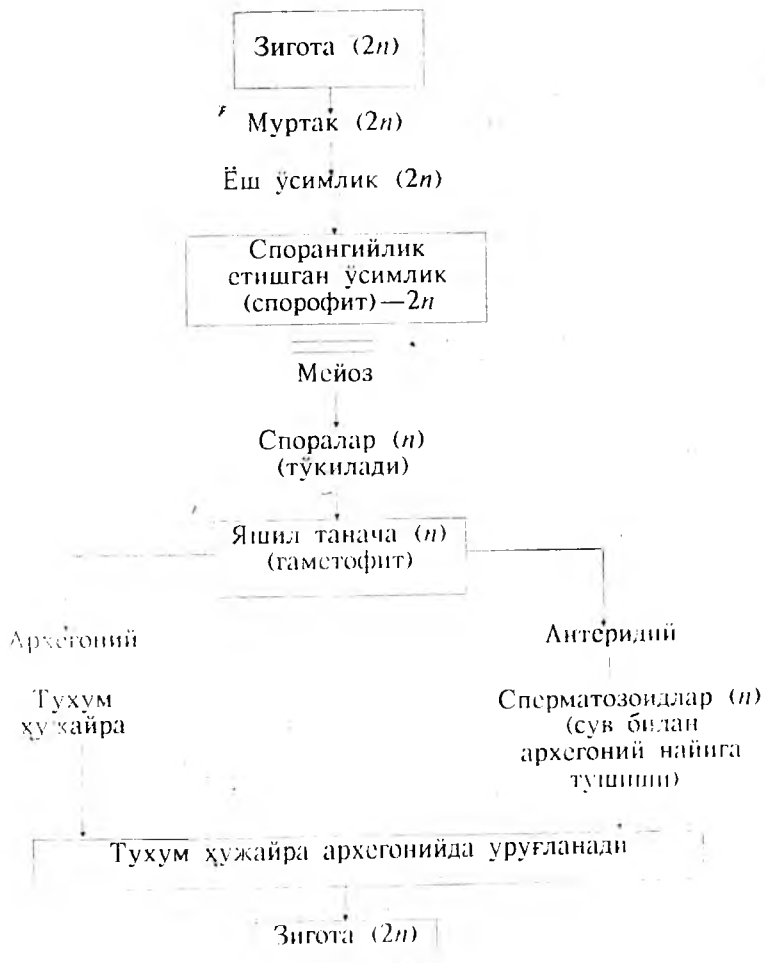 Зигота (2n)
Муртак (2n)
Ёш ўсимлик (2n)
Спорангийлик
етишган ўсимлик
(спорофит)—2n
Мейоз
Споралар (n)
(тўкилади)
Яшил танача (n)
(гаметофит)
Архегоний
Антеридий
Тухум
ҳужайра
Сперматозоидлар (n)
(сув билан
архегоний найига
тушиши)
Тухум ҳужайра архегонийда уруғланади
Зигота (2n)